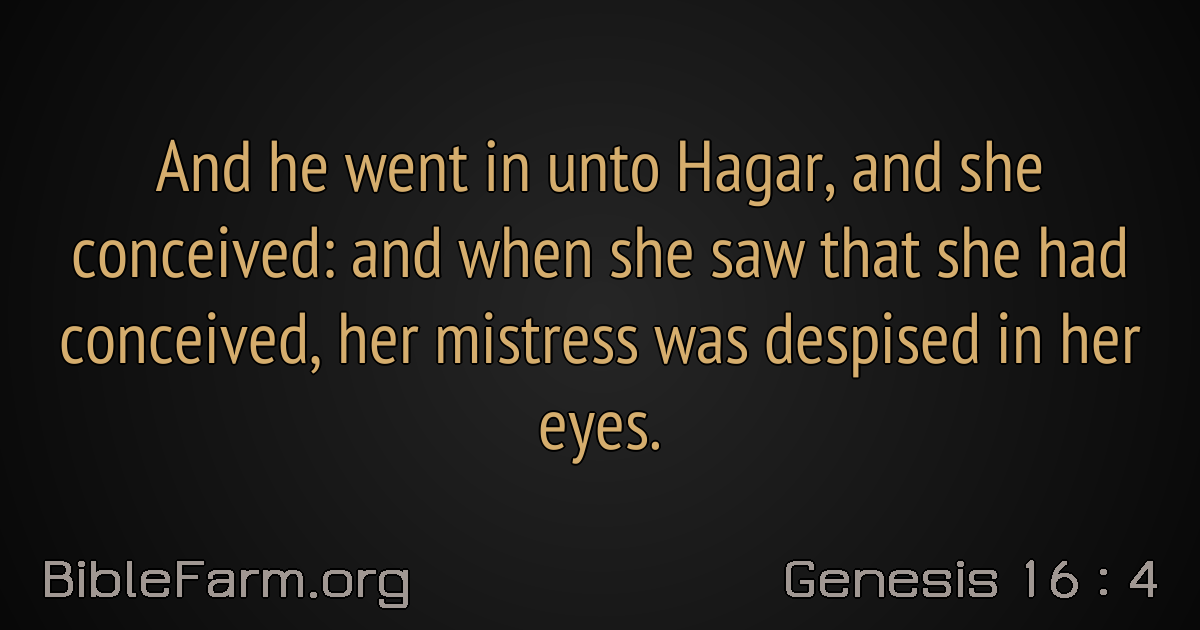 And he went in unto Hagar, and she
conceived: and when she saw that she had
conceived, her mistress was despised in her
eyes.
BibleFarm.org
Genesis 16 : 4